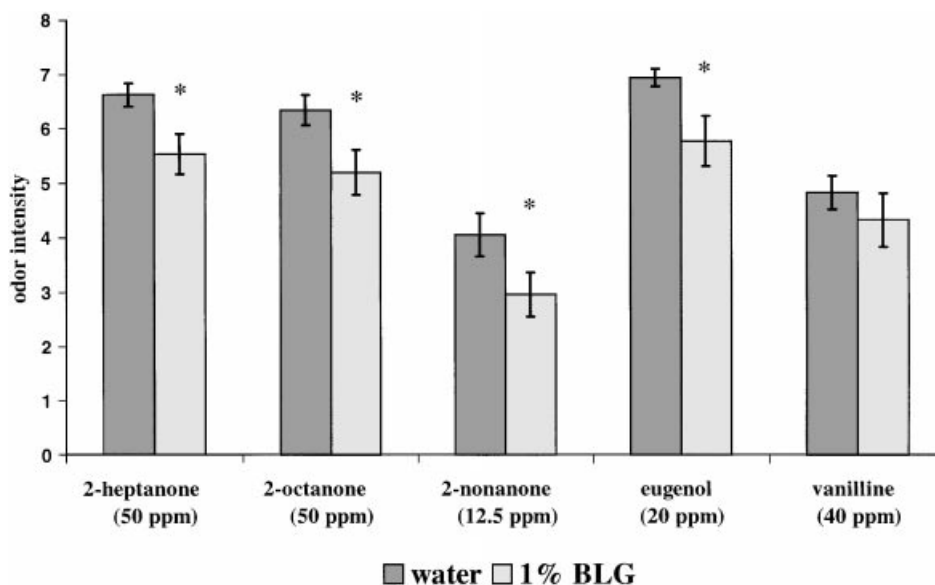 8
7
6
5
4
3
2
1
0
odor intensity
*
*
*
*
2-heptanone
(50 ppm)
2-octanone
(50 ppm)
2-nonanone
(12.5 ppm)
eugenol
(20 ppm)
vanilline
(40 ppm)
water 1% BLG